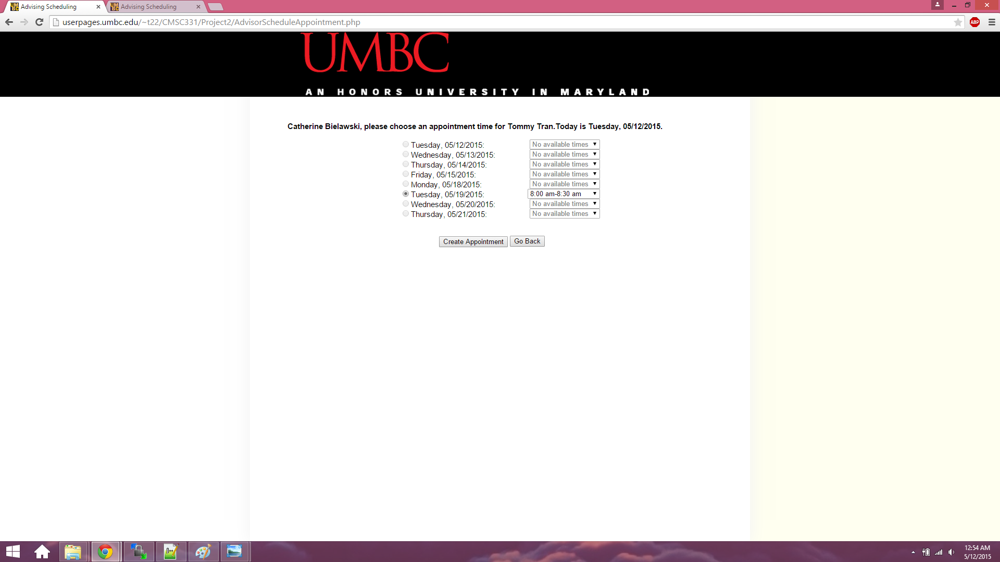 Advising Scheduling
Advising Scheduling
userpages.umbc.edu/~t22/CMSC331/Project2/AdvisorScheduleAppointment.php
ABP
UMBC
AN HONORS UNIVERSITY IN MARYLAND
Catherine Bielawski, please choose an appointment time for Tommy Tran.Today is Tuesday, 05/12/2015.
Tuesday, 05/12/2015: No available times
Wednesday, 05/13/2015: No available times
Thursday, 05/14/2015: No available times
Friday, 05/15/2015: No available times
Monday, 05/18/2015: No available times
Tuesday, 05/19/2015: 8:00 am-8:30 am
Wednesday, 05/20/2015: No available times
Thursday, 05/21/2015: No available times
Create Appointment Go Back
12:54 AM
5/12/2015